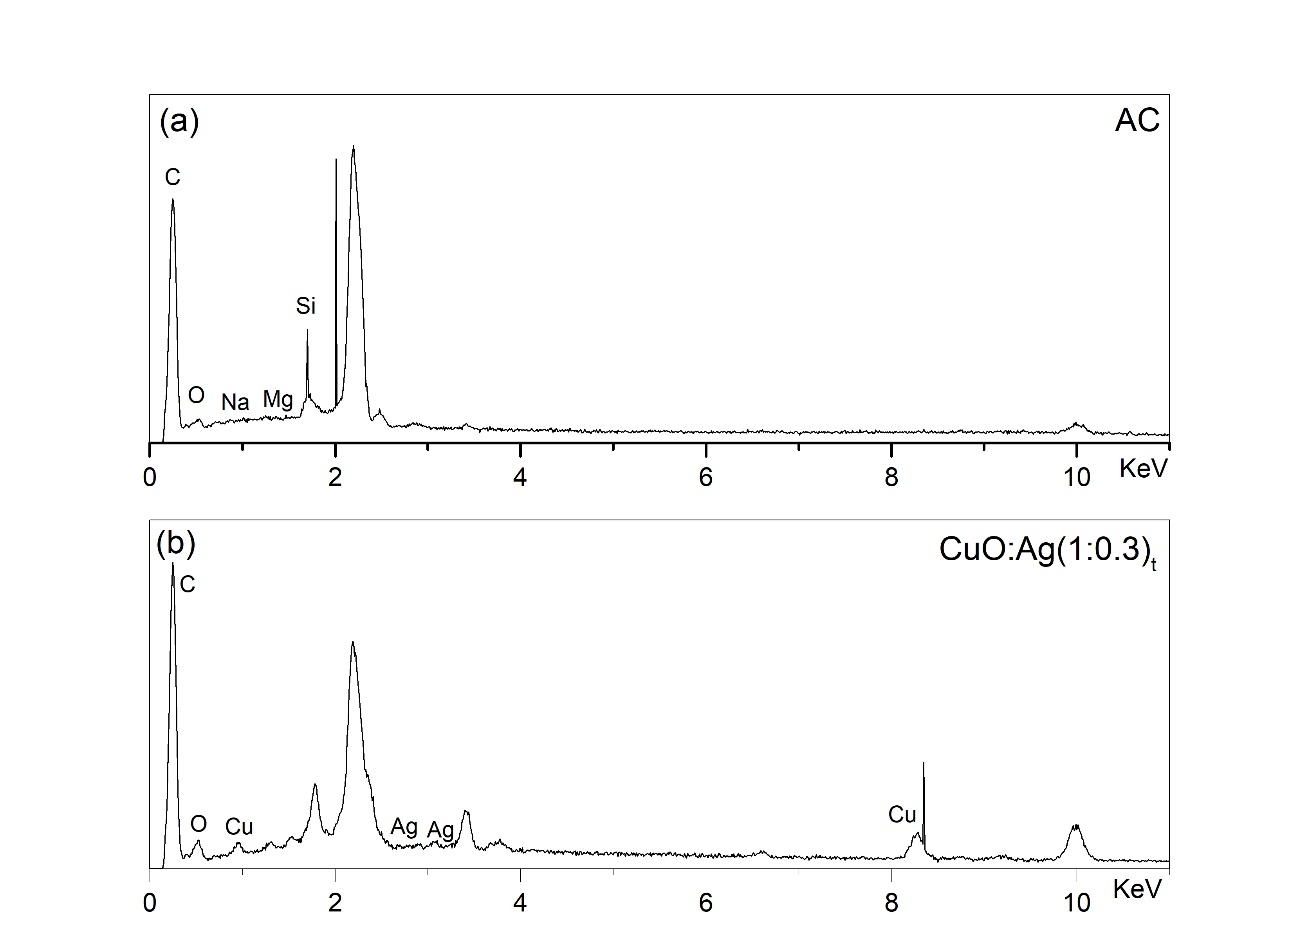 (a) AC
C
Si
O Na Mg
0 2 4 6 8 10 KeV
(b) CuO:Ag(1:0.3)t
C
O Cu Ag Ag Cu
0 2 4 6 8 10 KeV